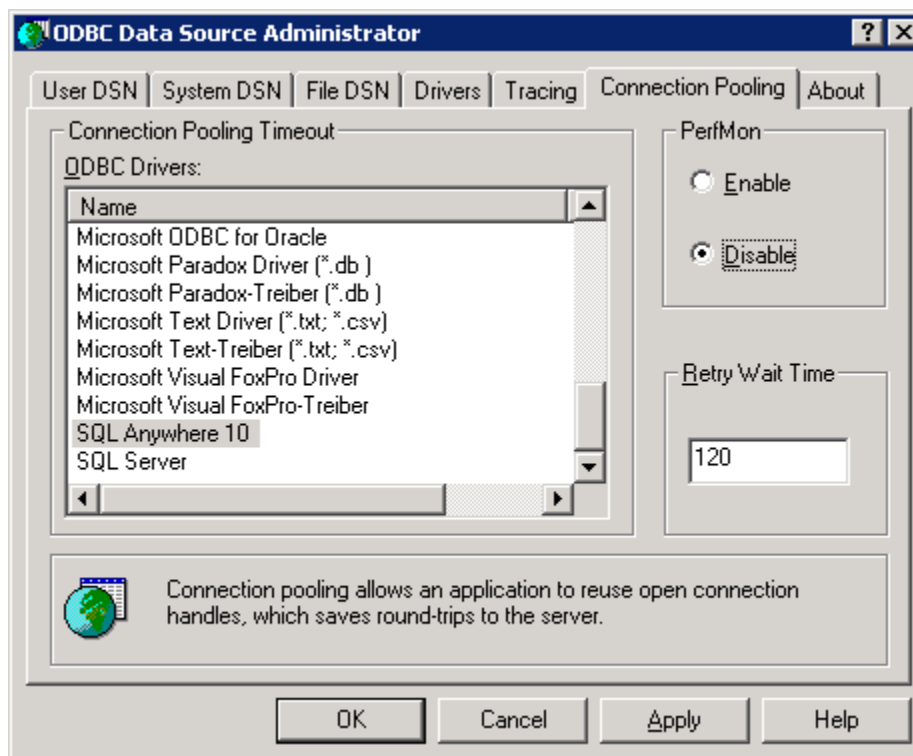 ODBC Data Source Administrator
User DSN System DSN File DSN Drivers Tracing Connection Pooling About
Connection Pooling Timeout
ODBC Drivers:
Name
Microsoft ODBC for Oracle
Microsoft Paradox Driver (*.db )
Microsoft Paradox-Treiber (*.db )
Microsoft Text Driver (*.txt; *.csv)
Microsoft Text-Treiber (*.txt; *.csv)
Microsoft Visual FoxPro Driver
Microsoft Visual FoxPro-Treiber
SQL Anywhere 10
SQL Server
PerfMon
Enable
Disable
Retry Wait Time
120
Connection pooling allows an application to reuse open connection
handles, which saves round-trips to the server.
OK Cancel Apply Help